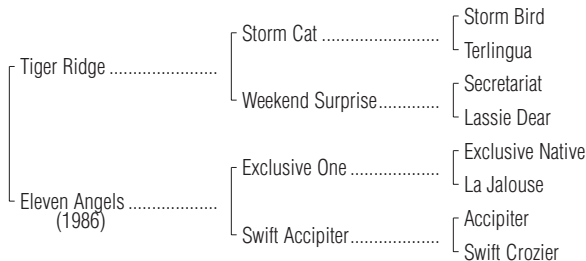 Storm Bird
Storm Cat ........................
Terlingua
Tiger Ridge ......................
Secretariat
Weekend Surprise.............
Lassie Dear
Exclusive Native
Exclusive One ..................
La Jalouse
Eleven Angels ..................
(1986)
Accipiter
Swift Accipiter..................
Swift Crozier